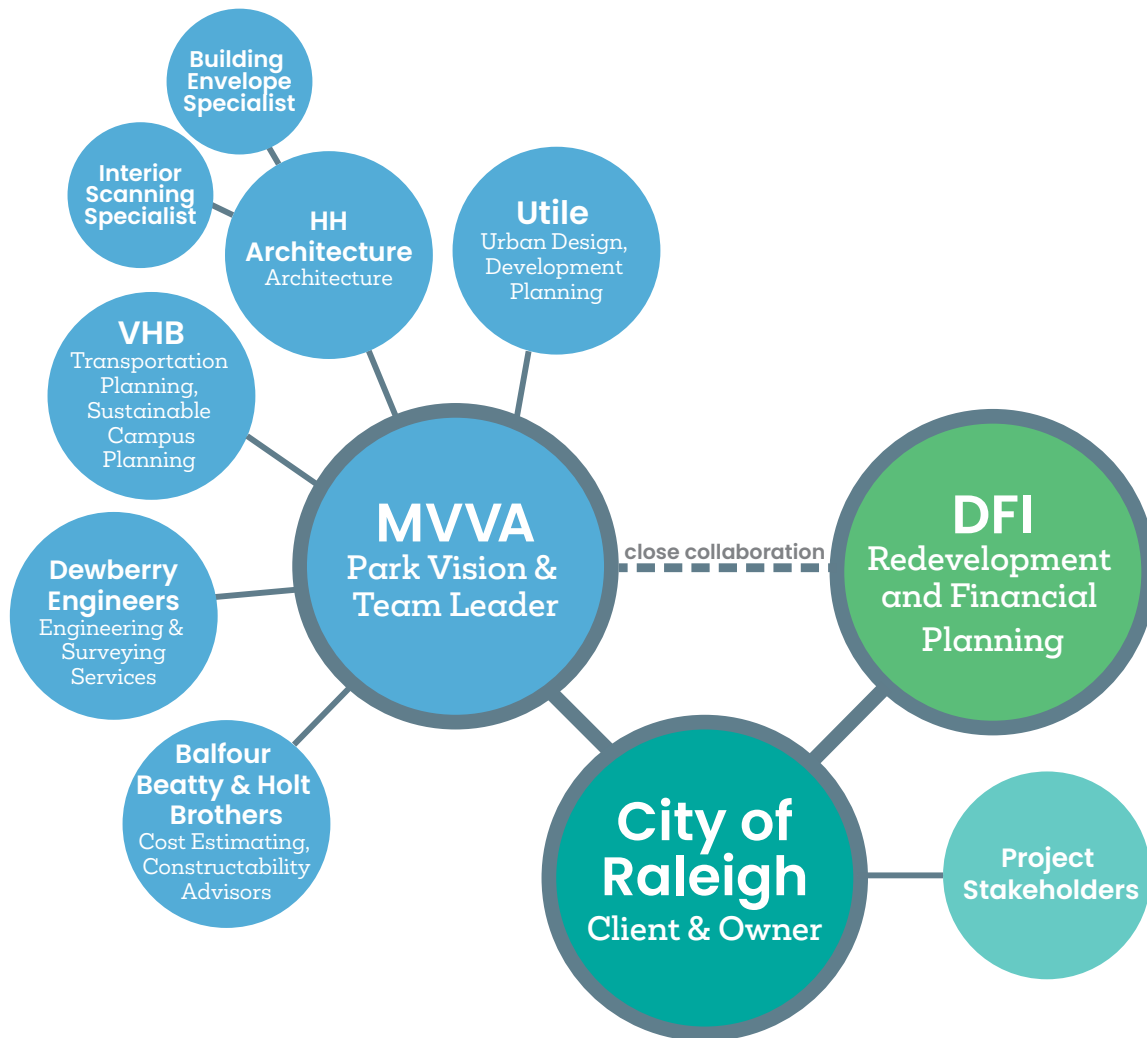 Building
Envelope
Specialist
Interior
Scanning
Specialist
HH
Architecture
Architecture
Utile
Urban Design,
Development
Planning
VHB
Transportation
Planning,
Sustainable
Campus
Planning
MVVA
Park Vision &
Team Leader
close collaboration
DFI
Redevelopment
and Financial
Planning
Dewberry
Engineers
Engineering &
Surveying
Services
Balfour
Beatty & Holt
Brothers
Cost Estimating,
Constructability
Advisors
City of
Raleigh
Client & Owner
Project
Stakeholders